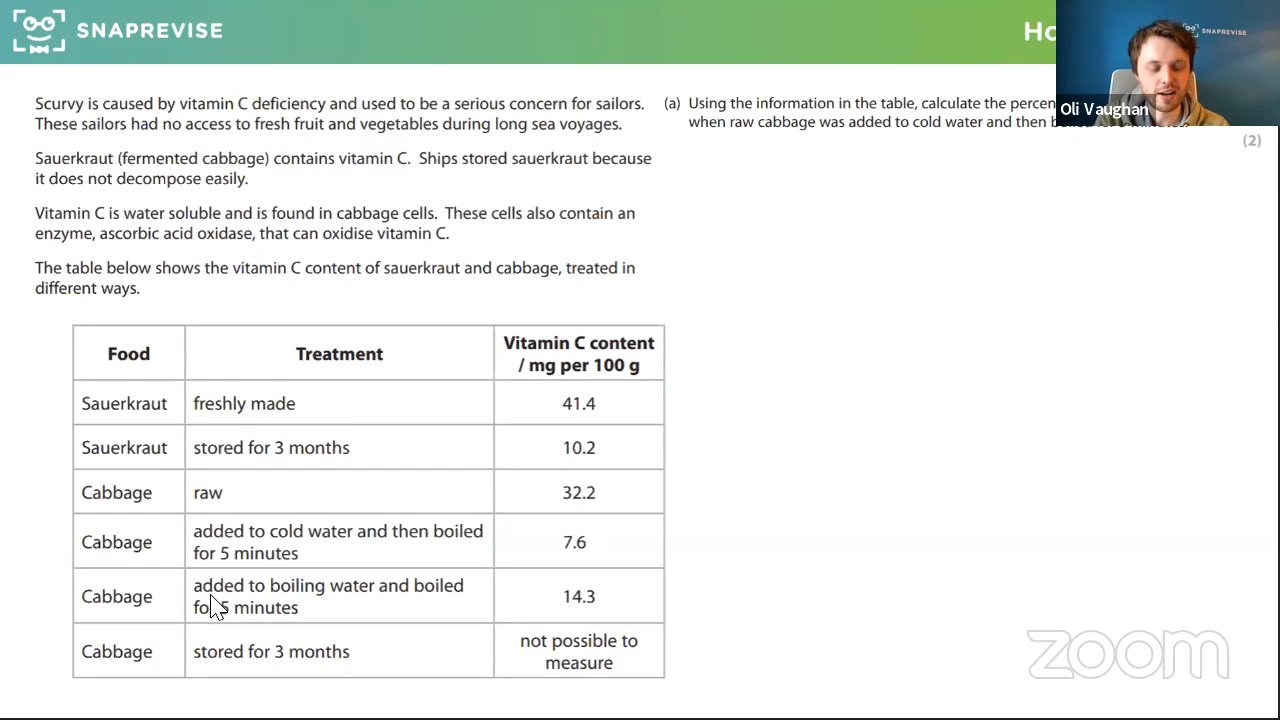 SNAPREVISE
Ho
SNAPREVISE
Oli Vaughan
Scurvy is caused by vitamin C deficiency and used to be a serious concern for sailors.
These sailors had no access to fresh fruit and vegetables during long sea voyages.
Sauerkraut (fermented cabbage) contains vitamin C. Ships stored sauerkraut because
it does not decompose easily.
Vitamin C is water soluble and is found in cabbage cells. These cells also contain an
enzyme, ascorbic acid oxidase, that can oxidise vitamin C.
The table below shows the vitamin C content of sauerkraut and cabbage, treated in
different ways.
Food Treatment Vitamin C content
/ mg per 100 g
Sauerkraut freshly made 41.4
Sauerkraut stored for 3 months 10.2
Cabbage raw 32.2
Cabbage added to cold water and then boiled
for 5 minutes 7.6
Cabbage added to boiling water and boiled
for 5 minutes 14.3
Cabbage stored for 3 months not possible to
measure
(a) Using the information in the table, calculate the percen
when raw cabbage was added to cold water and then
(2)
zoom